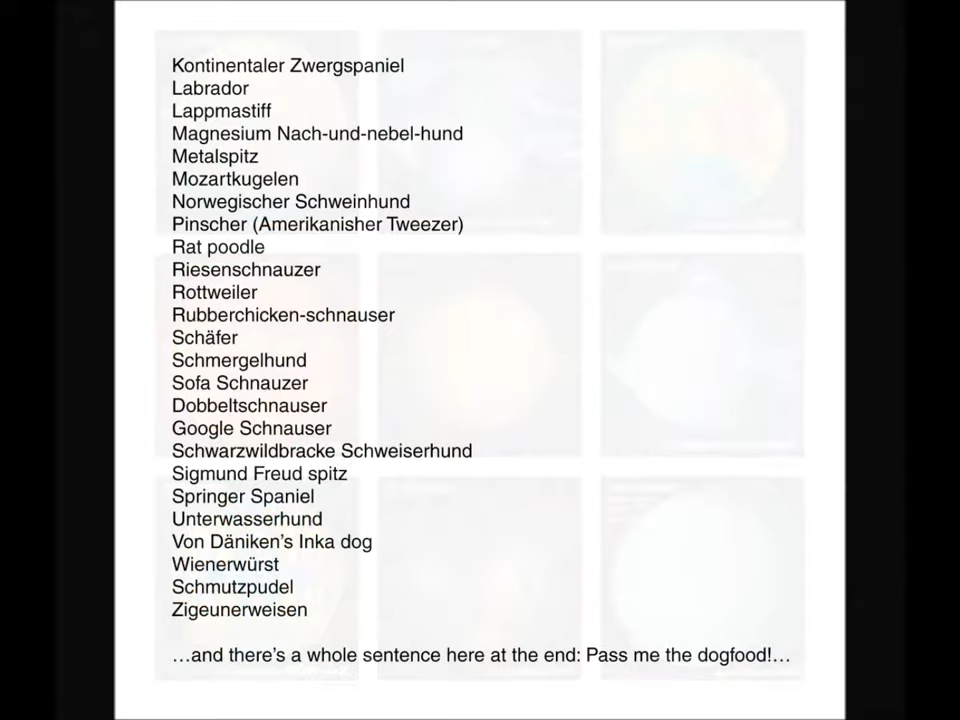 Kontinentaler Zwergspaniel
Labrador
Lappmastiff
Magnesium Nach-und-nebel-hund
Metalspitz
Mozartkugelen
Norwegischer Schweinhund
Pinscher (Amerikanisher Tweezer)
Rat poodle
Riesenschnauzer
Rottweiler
Rubberchicken-schnauser
Schäfer
Schmergelhund
Sofa Schnauzer
Dobbeltschnauser
Google Schnauser
Schwarzwildbracke Schweiserhund
Sigmund Freud spitz
Springer Spaniel
Unterwasserhund
Von Däniken’s Inka dog
Wienerwürst
Schmutzpudel
Zigeunerweisen
…and there’s a whole sentence here at the end: Pass me the dogfood!…